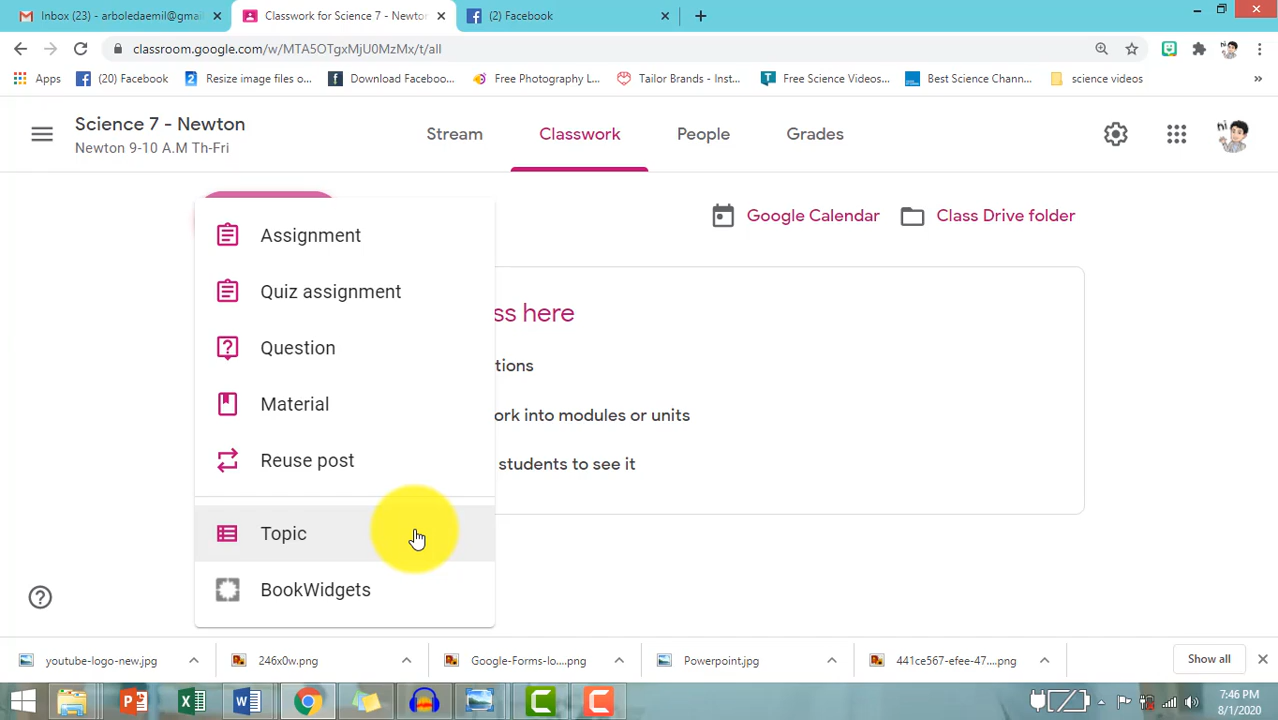 Inbox (23) - arboledaemil@gmail
Classwork for Science 7 - Newton
(2) Facebook
classroom.google.com/w/MTA5OTgxMjU0MzMx/t/all
Apps
(20) Facebook
Resize image files o...
Download Faceboo...
Free Photography L...
Tailor Brands - Inst...
Free Science Videos...
Best Science Chann...
science videos
»
Science 7 - Newton
Newton 9-10 A.M Th-Fri
Stream
Classwork
People
Grades
hi
Google Calendar
Class Drive folder
Assignment
Quiz assignment
Question
Material
Reuse post
Topic
BookWidgets
ss here
tions
ork into modules or units
students to see it
youtube-logo-new.jpg
246x0w.png
Google-Forms-lo....png
Powerpoint.jpg
441ce567-efee-47....png
Show all
7:46 PM
8/1/2020